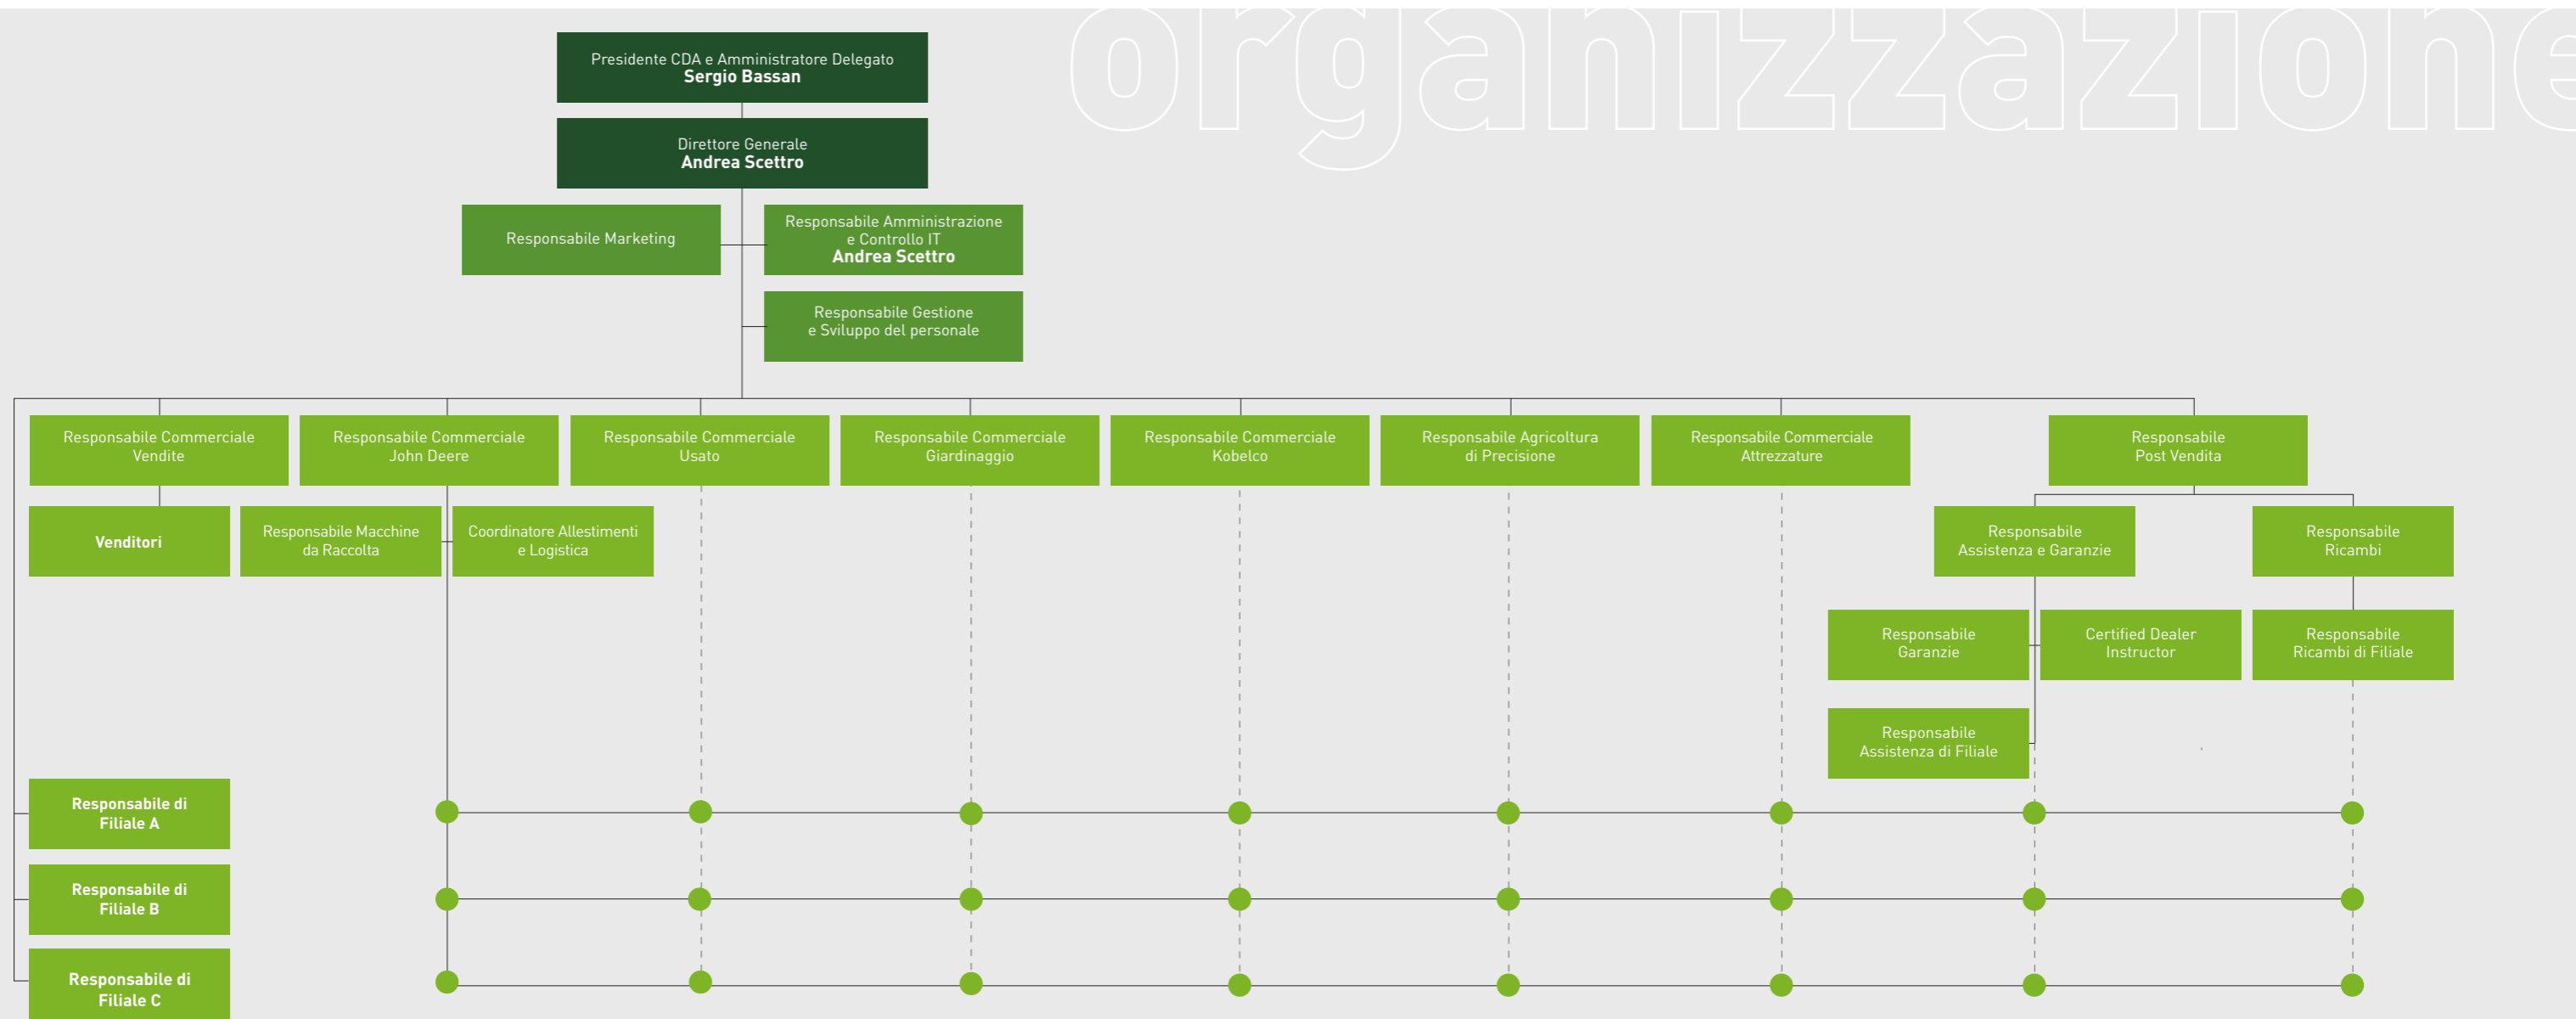 organizzazione
Presidente CDA e Amministratore Delegato
Sergio Bassan
Direttore Generale
Andrea Scettro
Responsabile Marketing
Responsabile Amministrazione
e Controllo IT
Andrea Scettro
Responsabile Gestione
e Sviluppo del personale
Responsabile Commerciale
Vendite
Responsabile Commerciale
John Deere
Responsabile Commerciale
Usato
Responsabile Commerciale
Giardinaggio
Responsabile Commerciale
Kobelco
Responsabile Agricoltura
di Precisione
Responsabile Commerciale
Attrezzature
Responsabile
Post Vendita
Venditori
Responsabile Macchine
da Raccolta
Coordinatore Allestimenti
e Logistica
Responsabile
Assistenza e Garanzie
Responsabile
Ricambi
Responsabile
Garanzie
Certified Dealer
Instructor
Responsabile
Ricambi di Filiale
Responsabile
Assistenza di Filiale
Responsabile di
Filiale A
Responsabile di
Filiale B
Responsabile di
Filiale C